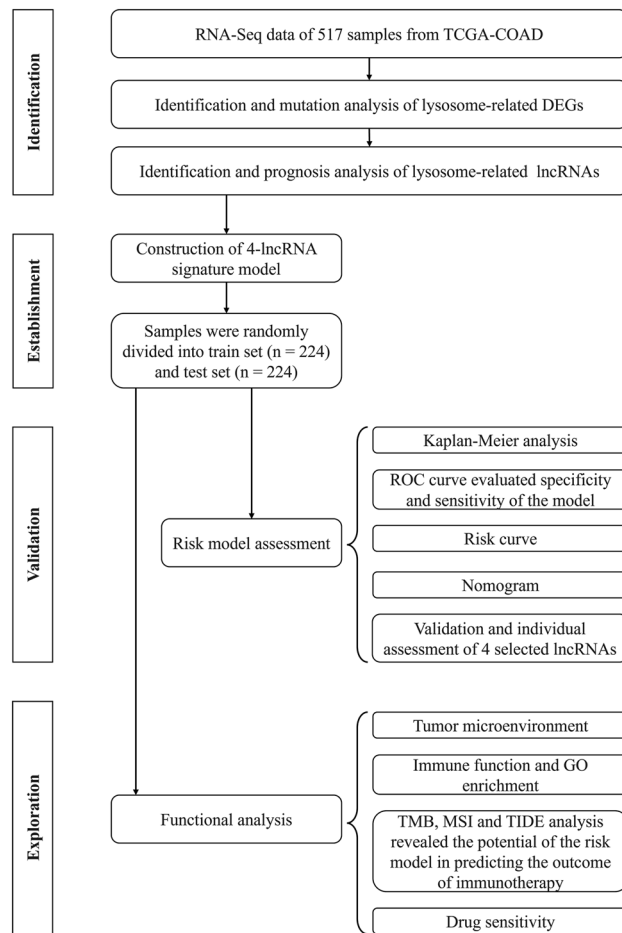 Identification
RNA-Seq data of 517 samples from TCGA-COAD
Identification and mutation analysis of lysosome-related DEGs
Identification and prognosis analysis of lysosome-related lncRNAs
Establishment
Construction of 4-lncRNA
signature model
Samples were randomly
divided into train set (n = 224)
and test set (n = 224)
Validation
Risk model assessment
Kaplan-Meier analysis
ROC curve evaluated specificity
and sensitivity of the model
Risk curve
Nomogram
Validation and individual
assessment of 4 selected lncRNAs
Exploration
Functional analysis
Tumor microenvironment
Immune function and GO
enrichment
TMB, MSI and TIDE analysis
revealed the potential of the risk
model in predicting the outcome
of immunotherapy
Drug sensitivity